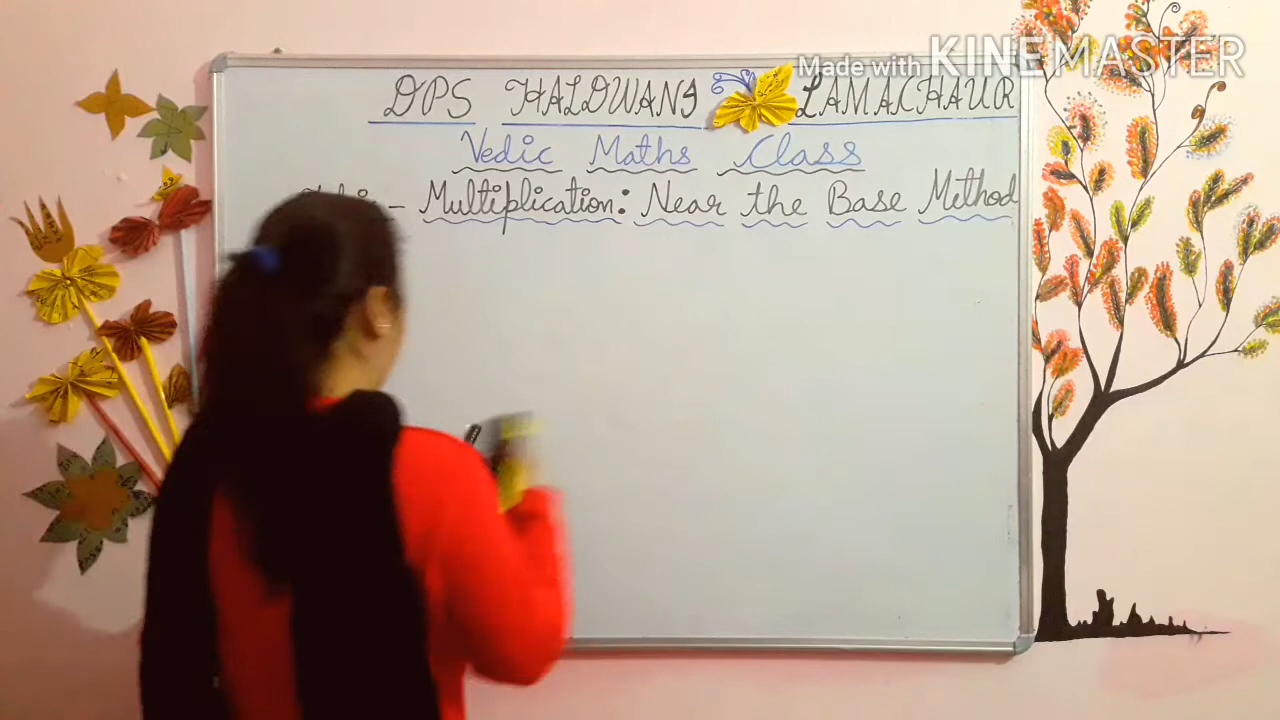 Made with KINEMASTER
DPS HALDWANI LAMACHAUR
Vedic Maths Class
- Multiplication: Near the Base Method